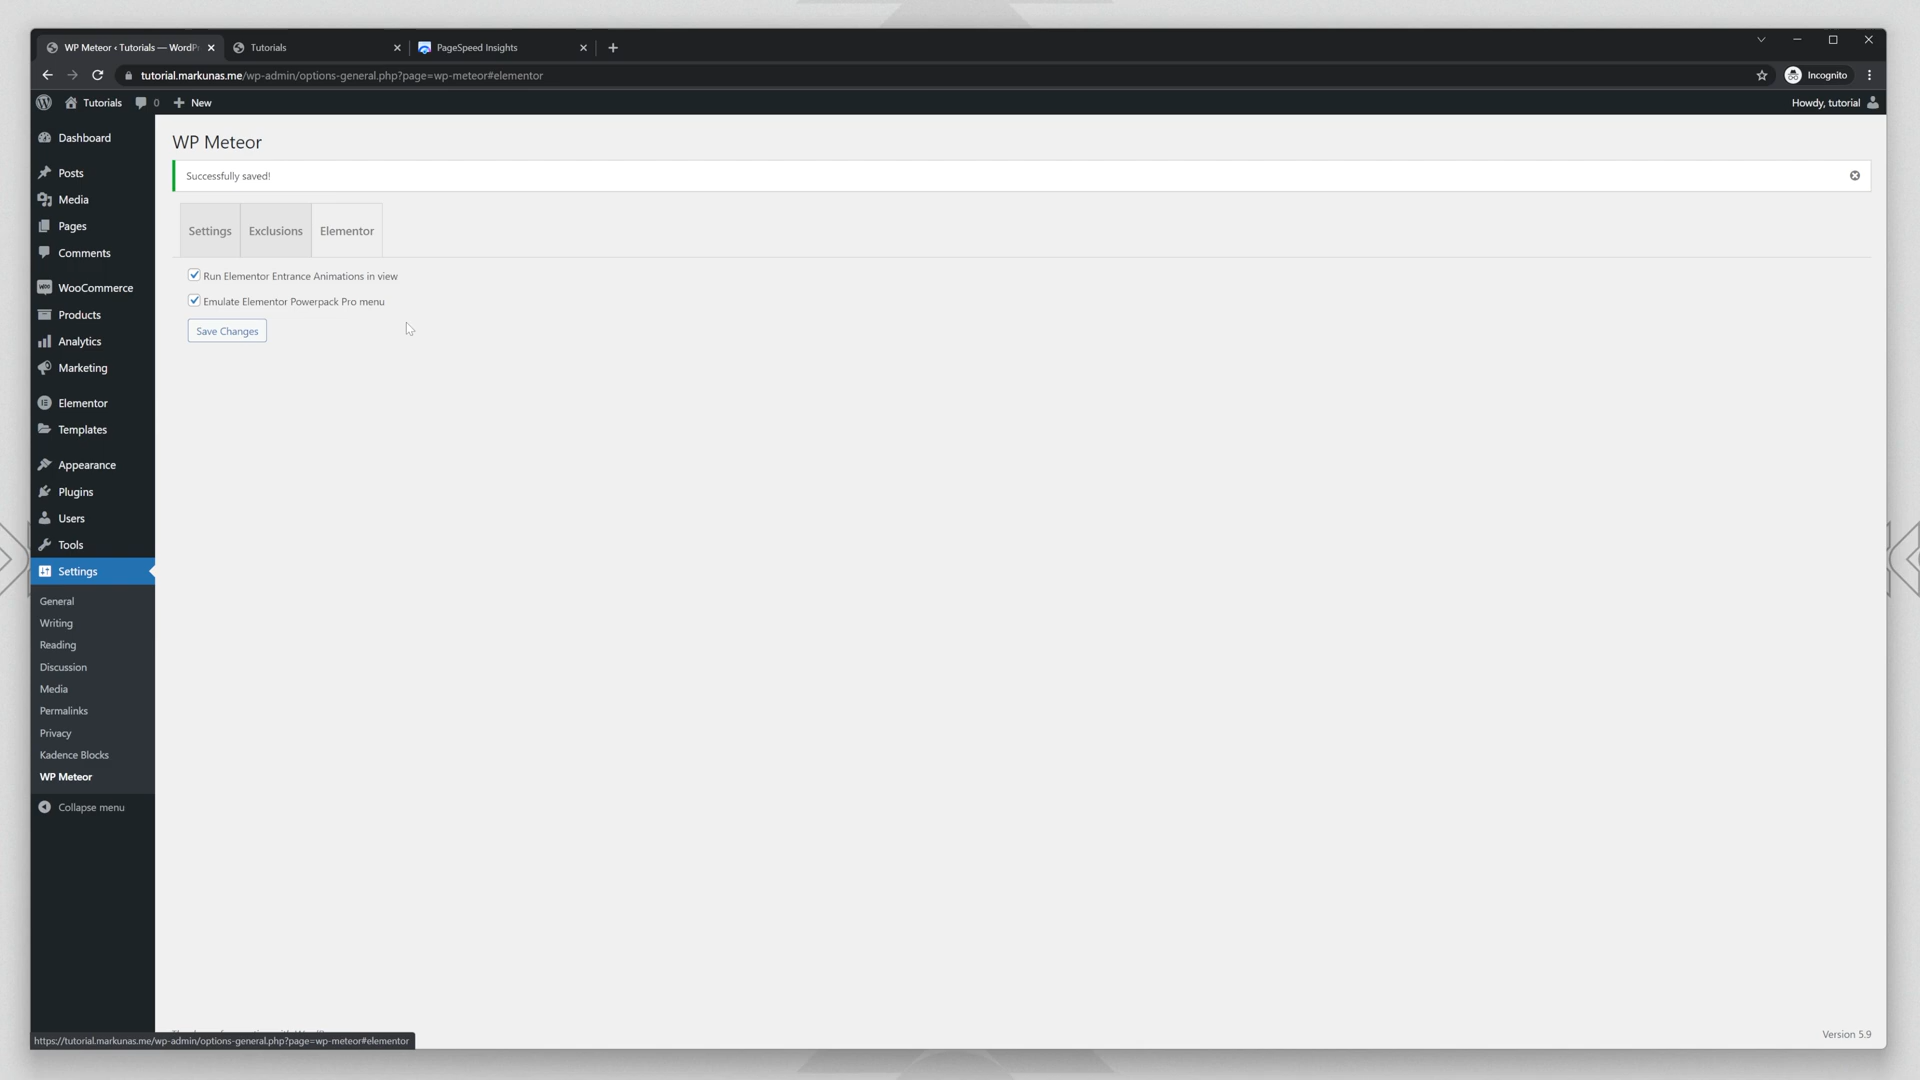 WP Meteor ‹ Tutorials — WordPr
Tutorials
PageSpeed Insights
tutorial.markunas.me/wp-admin/options-general.php?page=wp-meteor#elementor
Incognito
Tutorials
0
New
Howdy, tutorial
Dashboard
Posts
Media
Pages
Comments
WooCommerce
Products
Analytics
Marketing
Elementor
Templates
Appearance
Plugins
Users
Tools
Settings
General
Writing
Reading
Discussion
Media
Permalinks
Privacy
Kadence Blocks
WP Meteor
Collapse menu
WP Meteor
Successfully saved!
Settings
Exclusions
Elementor
Run Elementor Entrance Animations in view
Emulate Elementor Powerpack Pro menu
Save Changes
Version 5.9
https://tutorial.markunas.me/wp-admin/options-general.php?page=wp-meteor#elementor